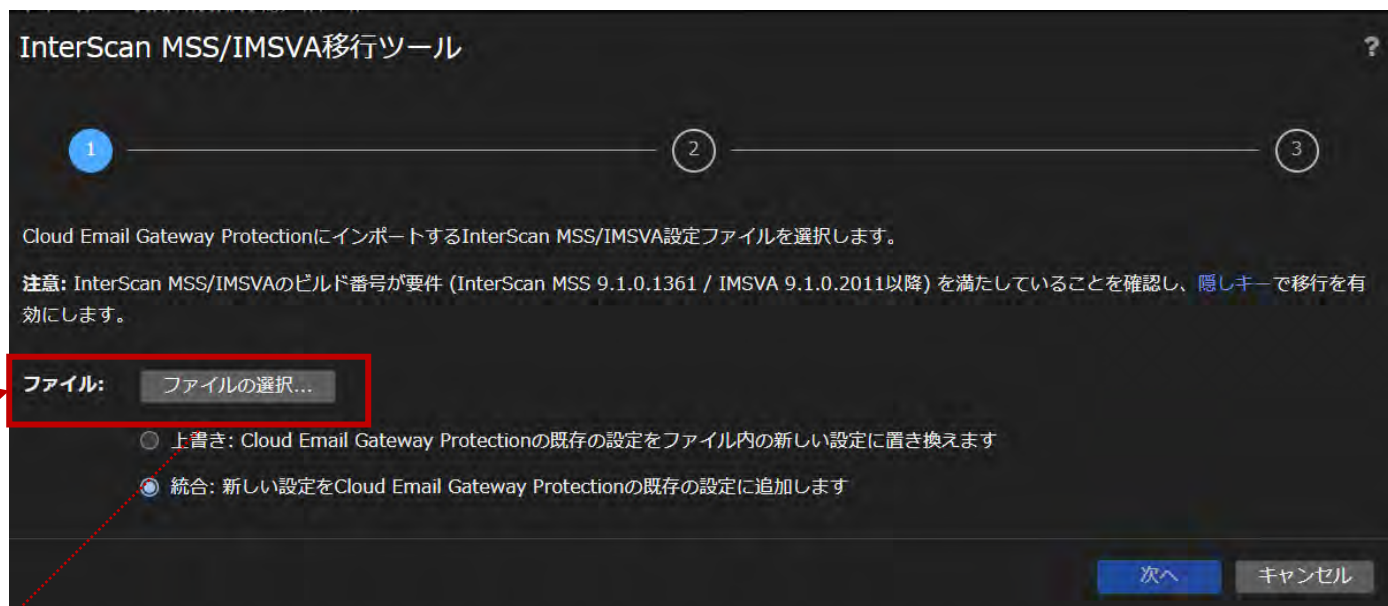 InterScan MSS/IMSVA移行ツール
?
1
2
3
Cloud Email Gateway ProtectionにインポートするInterScan MSS/IMSVA設定ファイルを選択します。
注意: InterScan MSS/IMSVAのビルド番号が要件 (InterScan MSS 9.1.0.1361 / IMSVA 9.1.0.2011以降) を満たしていることを確認し、隠しキーで移行を有
効にします。
ファイル: ファイルの選択...
上書き: Cloud Email Gateway Protectionの既存の設定をファイル内の新しい設定に置き換えます
統合: 新しい設定をCloud Email Gateway Protectionの既存の設定に追加します
次へ キャンセル